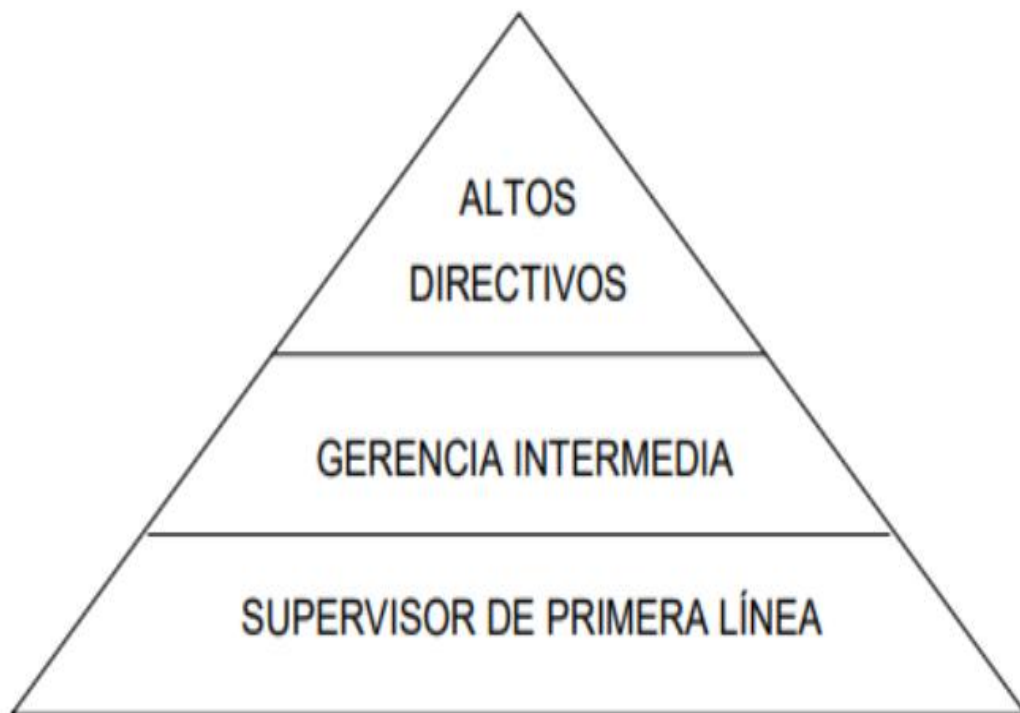 ALTOS
DIRECTIVOS
GERENCIA INTERMEDIA
SUPERVISOR DE PRIMERA LÍNEA